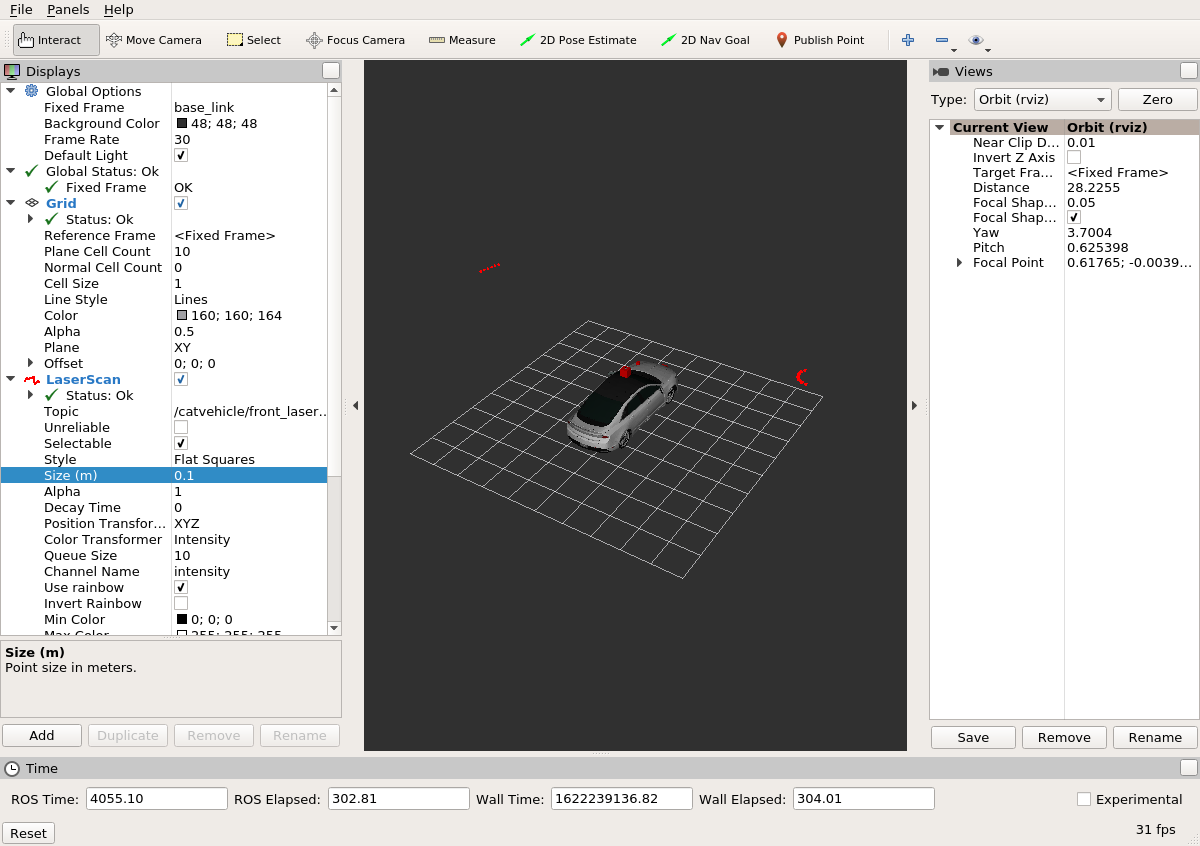 File Panels Help
Interact Move Camera Select Focus Camera Measure 2D Pose Estimate 2D Nav Goal Publish Point
Displays
Global Options
Fixed Frame base_link
Background Color 48; 48; 48
Frame Rate 30
Default Light
Global Status: Ok
Fixed Frame OK
Grid
Status: Ok
Reference Frame <Fixed Frame>
Plane Cell Count 10
Normal Cell Count 0
Cell Size 1
Line Style Lines
Color 160; 160; 164
Alpha 0.5
Plane XY
Offset 0; 0; 0
LaserScan
Status: Ok
Topic /catvehicle/front_laser...
Unreliable
Selectable
Style Flat Squares
Size (m) 0.1
Alpha 1
Decay Time 0
Position Transfor... XYZ
Color Transformer Intensity
Queue Size 10
Channel Name intensity
Use rainbow
Invert Rainbow
Min Color 0; 0; 0
Max Color 255; 255; 255
Size (m)
Point size in meters.
Add Duplicate Remove Rename
Views
Type: Orbit (rviz) Zero
Current View Orbit (rviz)
Near Clip D... 0.01
Invert Z Axis
Target Fra... <Fixed Frame>
Distance 28.2255
Focal Shap... 0.05
Focal Shap...
Yaw 3.7004
Pitch 0.625398
Focal Point 0.61765; -0.0039...
Save Remove Rename
Time
ROS Time: 4055.10 ROS Elapsed: 302.81 Wall Time: 1622239136.82 Wall Elapsed: 304.01 Experimental
Reset 31 fps